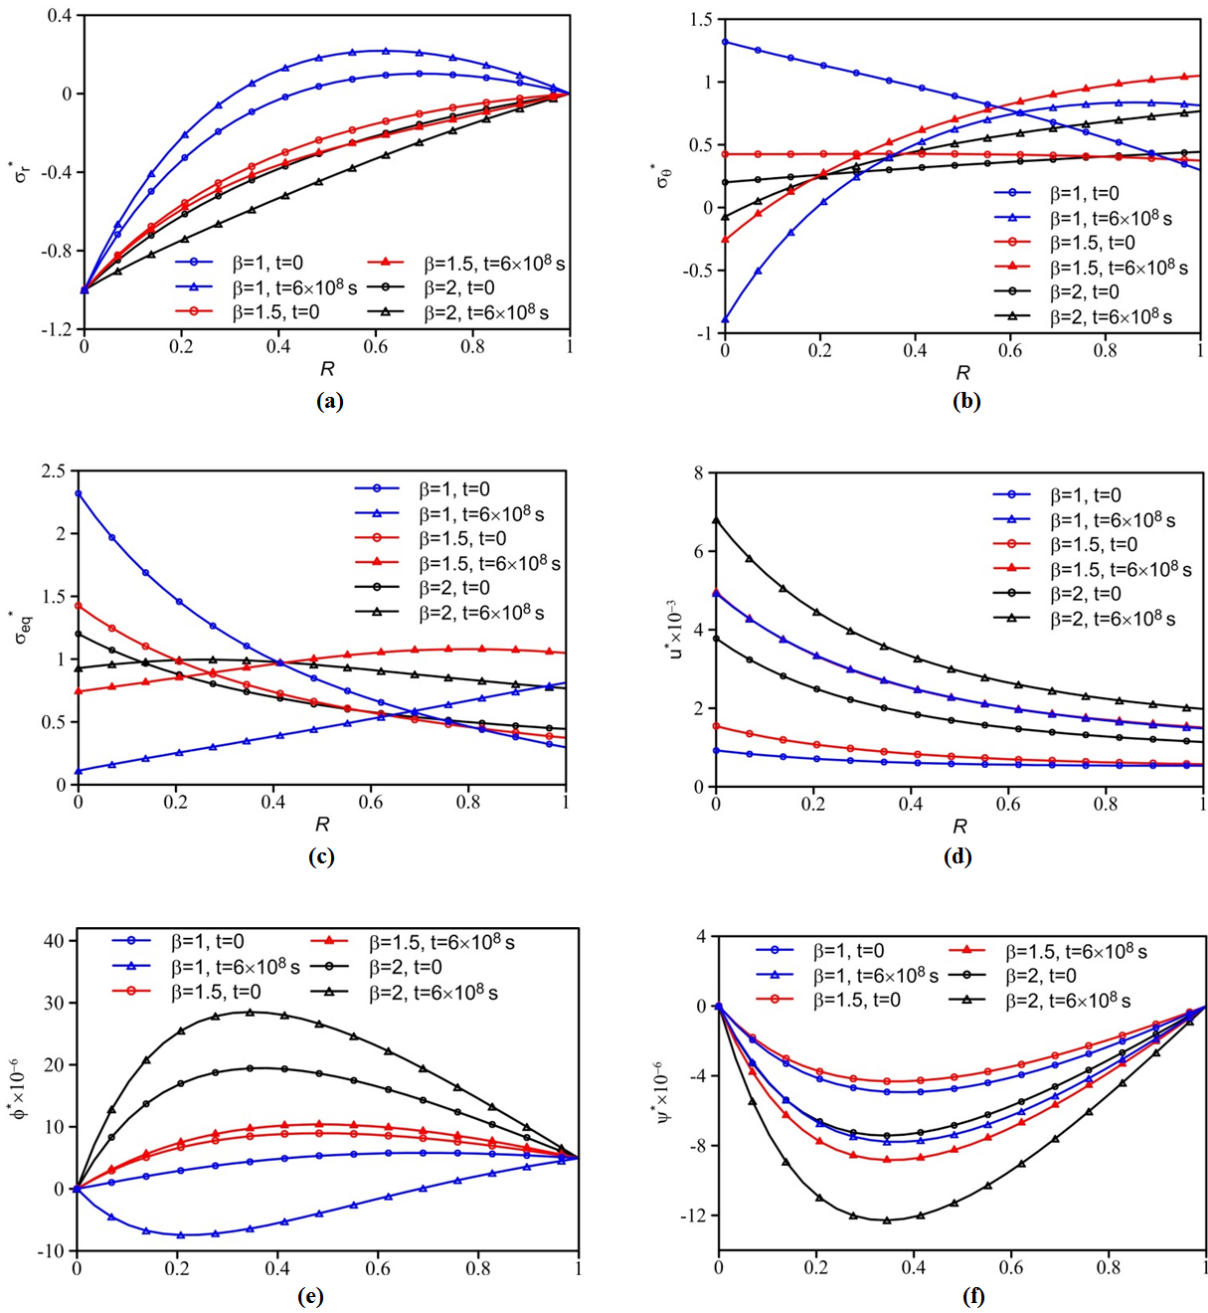 0.4
0
-0.4
-0.8
-1.2
σr*
β=1, t=0
β=1, t=6×10⁸ s
β=1.5, t=0
β=1.5, t=6×10⁸ s
β=2, t=0
β=2, t=6×10⁸ s
0 0.2 0.4 0.6 0.8 1
R
(a)
1.5
1
0.5
0
-0.5
-1
σθ*
β=1, t=0
β=1, t=6×10⁸ s
β=1.5, t=0
β=1.5, t=6×10⁸ s
β=2, t=0
β=2, t=6×10⁸ s
0 0.2 0.4 0.6 0.8 1
R
(b)
2.5
2
1.5
1
0.5
0
σeq*
β=1, t=0
β=1, t=6×10⁸ s
β=1.5, t=0
β=1.5, t=6×10⁸ s
β=2, t=0
β=2, t=6×10⁸ s
0 0.2 0.4 0.6 0.8 1
R
(c)
8
6
4
2
0
u*×10⁻³
β=1, t=0
β=1, t=6×10⁸ s
β=1.5, t=0
β=1.5, t=6×10⁸ s
β=2, t=0
β=2, t=6×10⁸ s
0 0.2 0.4 0.6 0.8 1
R
(d)
40
30
20
10
0
-10
ϕ*×10⁻⁶
β=1, t=0
β=1, t=6×10⁸ s
β=1.5, t=0
β=1.5, t=6×10⁸ s
β=2, t=0
β=2, t=6×10⁸ s
0 0.2 0.4 0.6 0.8 1
(e)
4
0
-4
-8
-12
ψ*×10⁻⁶
β=1, t=0
β=1, t=6×10⁸ s
β=1.5, t=0
β=1.5, t=6×10⁸ s
β=2, t=0
β=2, t=6×10⁸ s
0 0.2 0.4 0.6 0.8 1
(f)